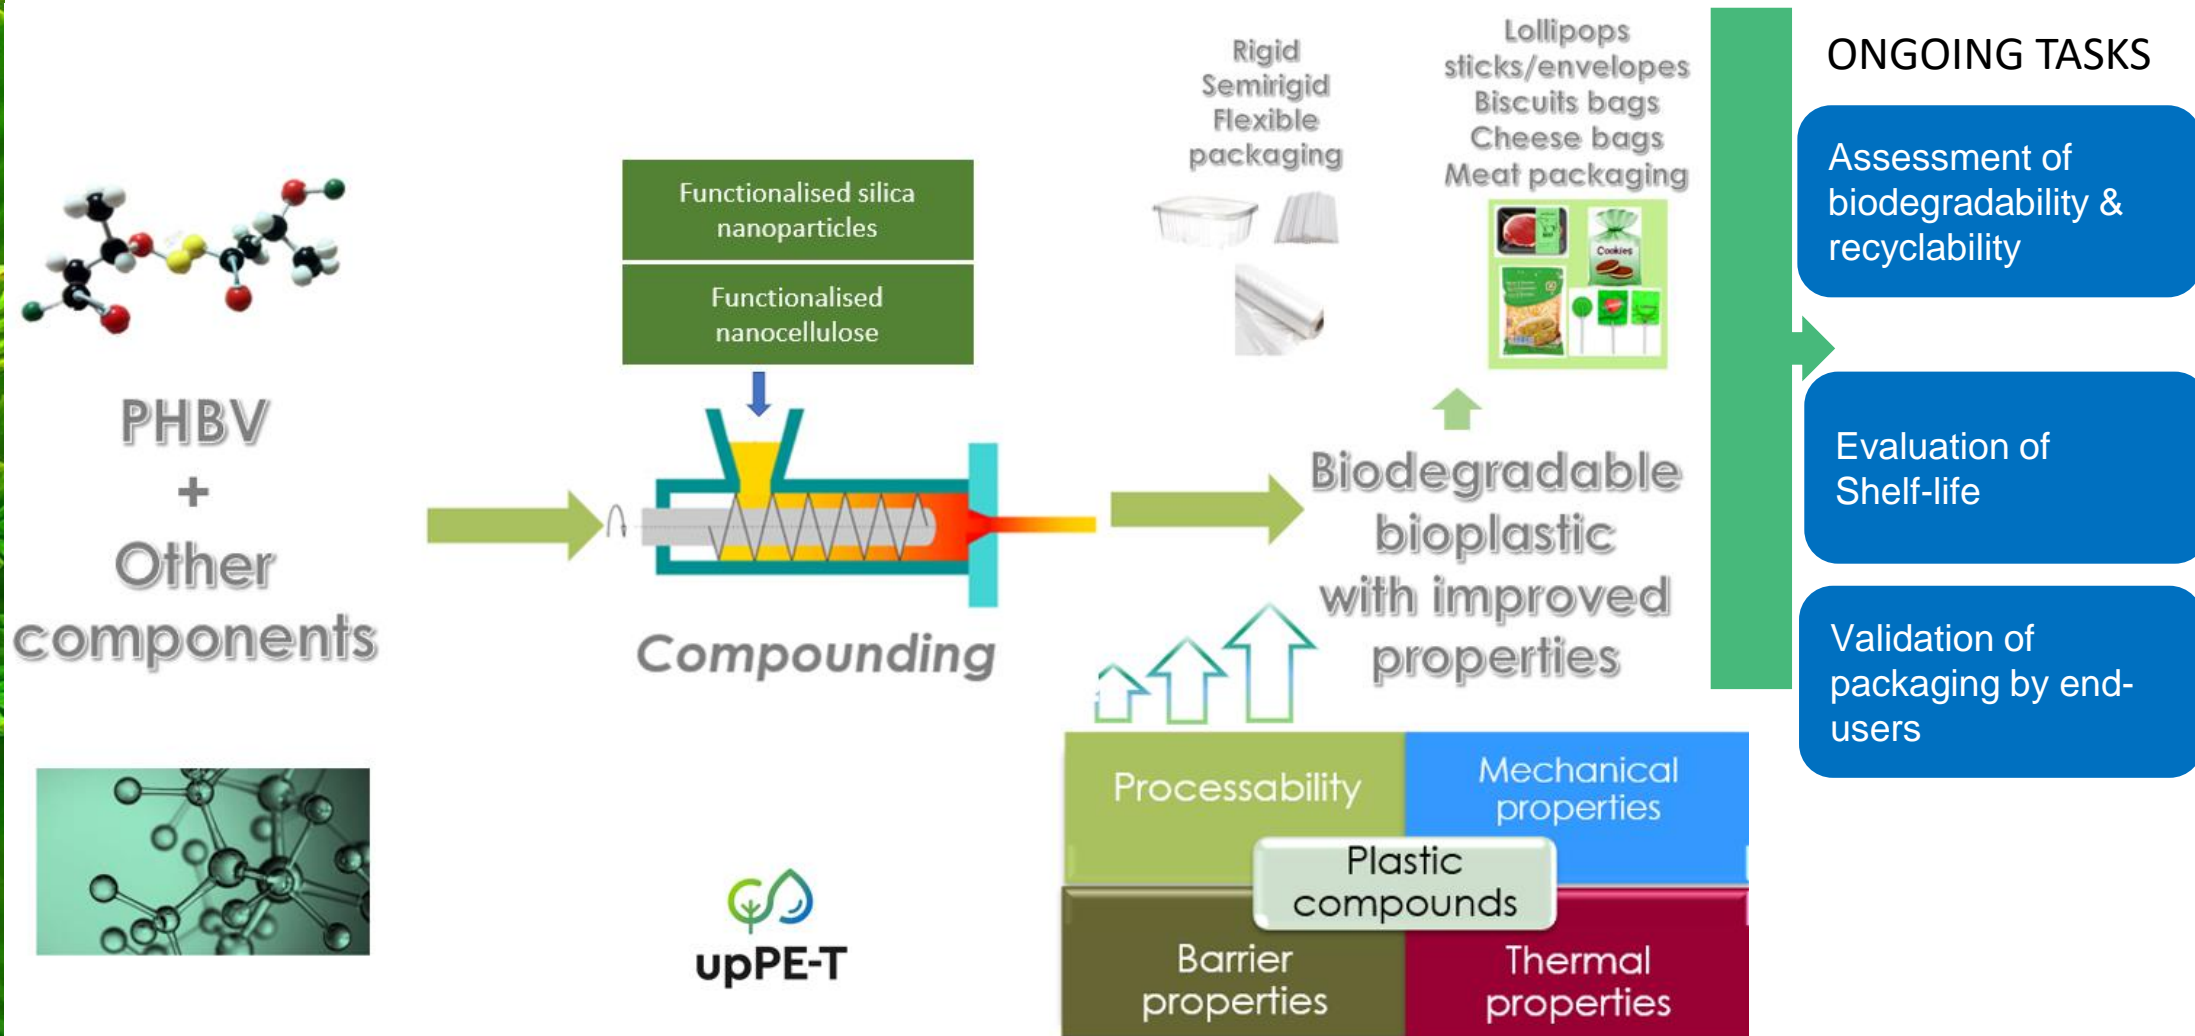 PHBV
+
Other
components
Functionalised silica
nanoparticles
Functionalised
nanocellulose
Compounding
upPE-T
Rigid
Semirigid
Flexible
packaging
Lollipops
sticks/envelopes
Biscuits bags
Cheese bags
Meat packaging
Cookies
Biodegradable
bioplastic
with improved
properties
Processability
Mechanical
properties
Plastic
compounds
Barrier
properties
Thermal
properties
ONGOING TASKS
Assessment of
biodegradability &
recyclability
Evaluation of
Shelf-life
Validation of
packaging by end-
users